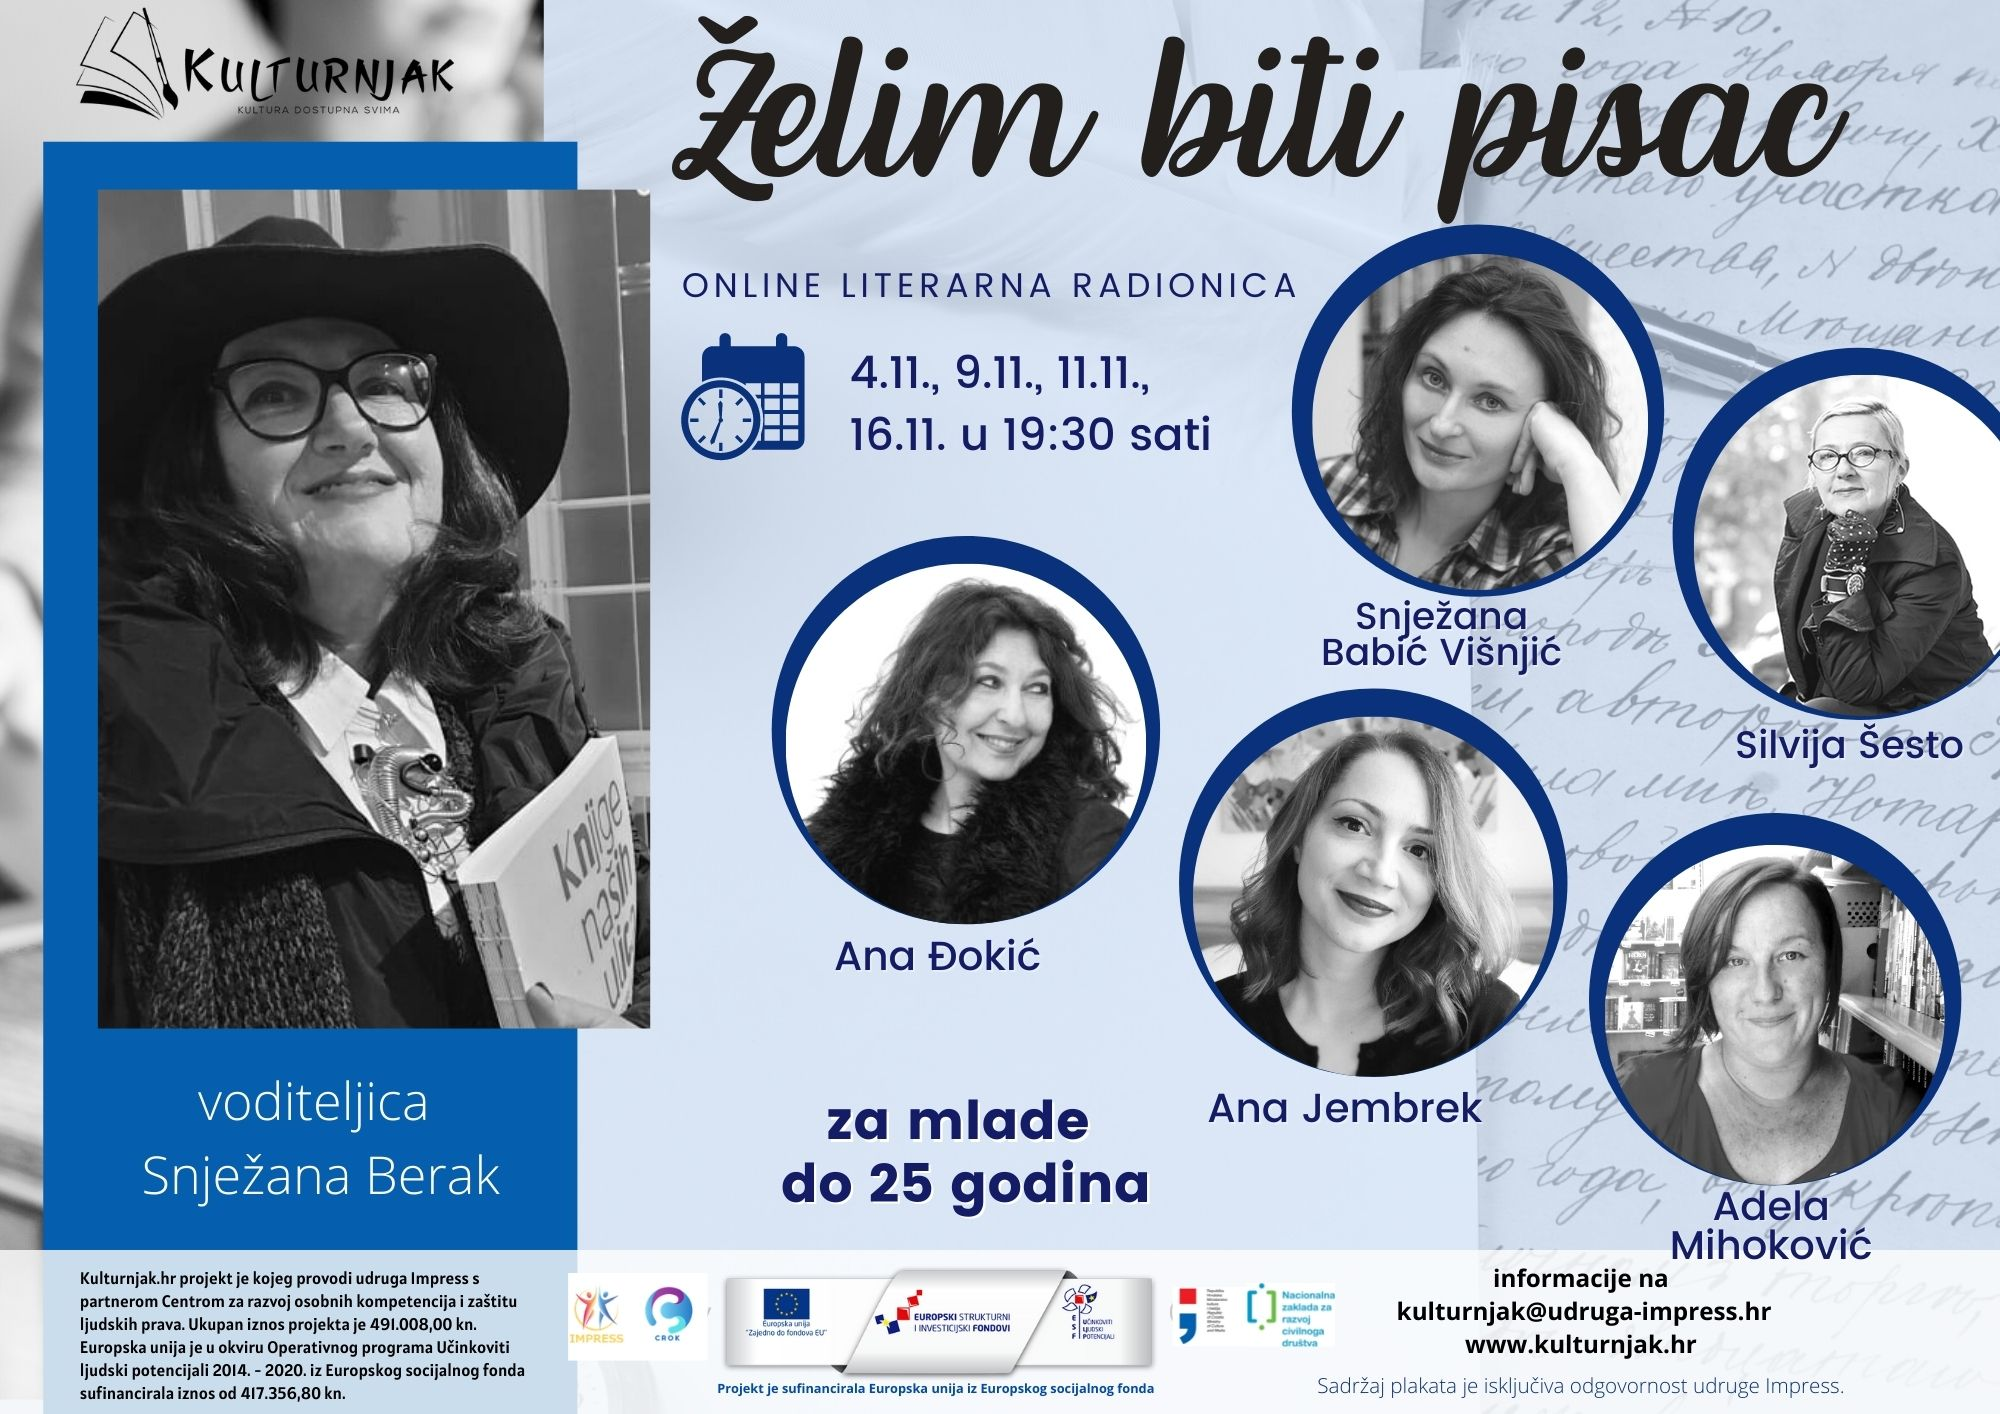 KULTURNJAK
KULTURA DOSTUPNA SVIMA
Želim biti pisac
ONLINE LITERARNA RADIONICA
4.11., 9.11., 11.11.,
16.11. u 19:30 sati
Snježana
Babić Višnjić
Silvija Šesto
Ana Đokić
Ana Jembrek
Adela
Mihoković
Knjige
naših
ulica
voditeljica
Snježana Berak
za mlade
do 25 godina
Kulturnjak.hr projekt je kojeg provodi udruga Impress s
partnerom Centrom za razvoj osobnih kompetencija i zaštitu
ljudskih prava. Ukupan iznos projekta je 491.008,00 kn.
Europska unija je u okviru Operativnog programa Učinkoviti
ljudski potencijali 2014. - 2020. iz Europskog socijalnog fonda
sufinancirala iznos od 417.356,80 kn.
IMPRESS
CROK
Europska unija
"Zajedno do fondova EU"
EUROPSKI STRUKTURNI
I INVESTICIJSKI FONDOVI
ESF
UČINKOVITI
LJUDSKI
POTENCIJALI
Nacionalna
zaklada za
razvoj
civilnoga
društva
Projekt je sufinancirala Europska unija iz Europskog socijalnog fonda
informacije na
kulturnjak@udruga-impress.hr
www.kulturnjak.hr
Sadržaj plakata je isključiva odgovornost udruge Impress.